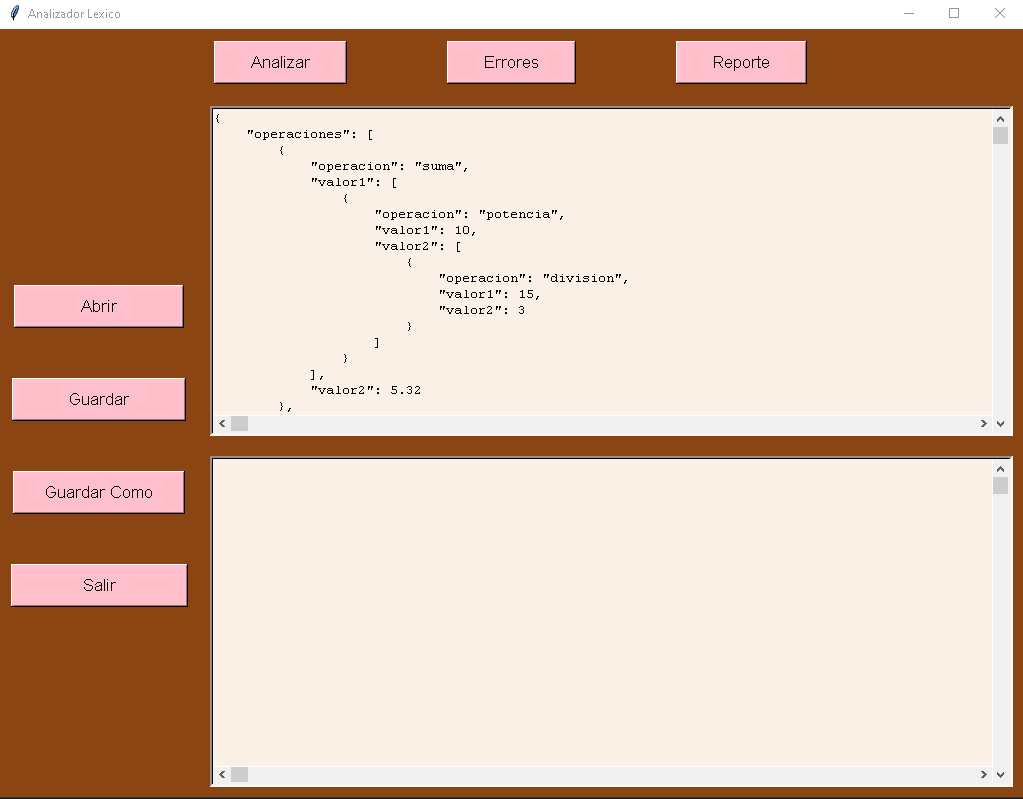 Analizador Lexico
Analizar
Errores
Reporte
{
    "operaciones": [
        {
            "operacion": "suma",
            "valor1": [
                {
                    "operacion": "potencia",
                    "valor1": 10,
                    "valor2": [
                        {
                            "operacion": "division",
                            "valor1": 15,
                            "valor2": 3
                        }
                    ]
                }
            ],
            "valor2": 5.32
        },
Abrir
Guardar
Guardar Como
Salir